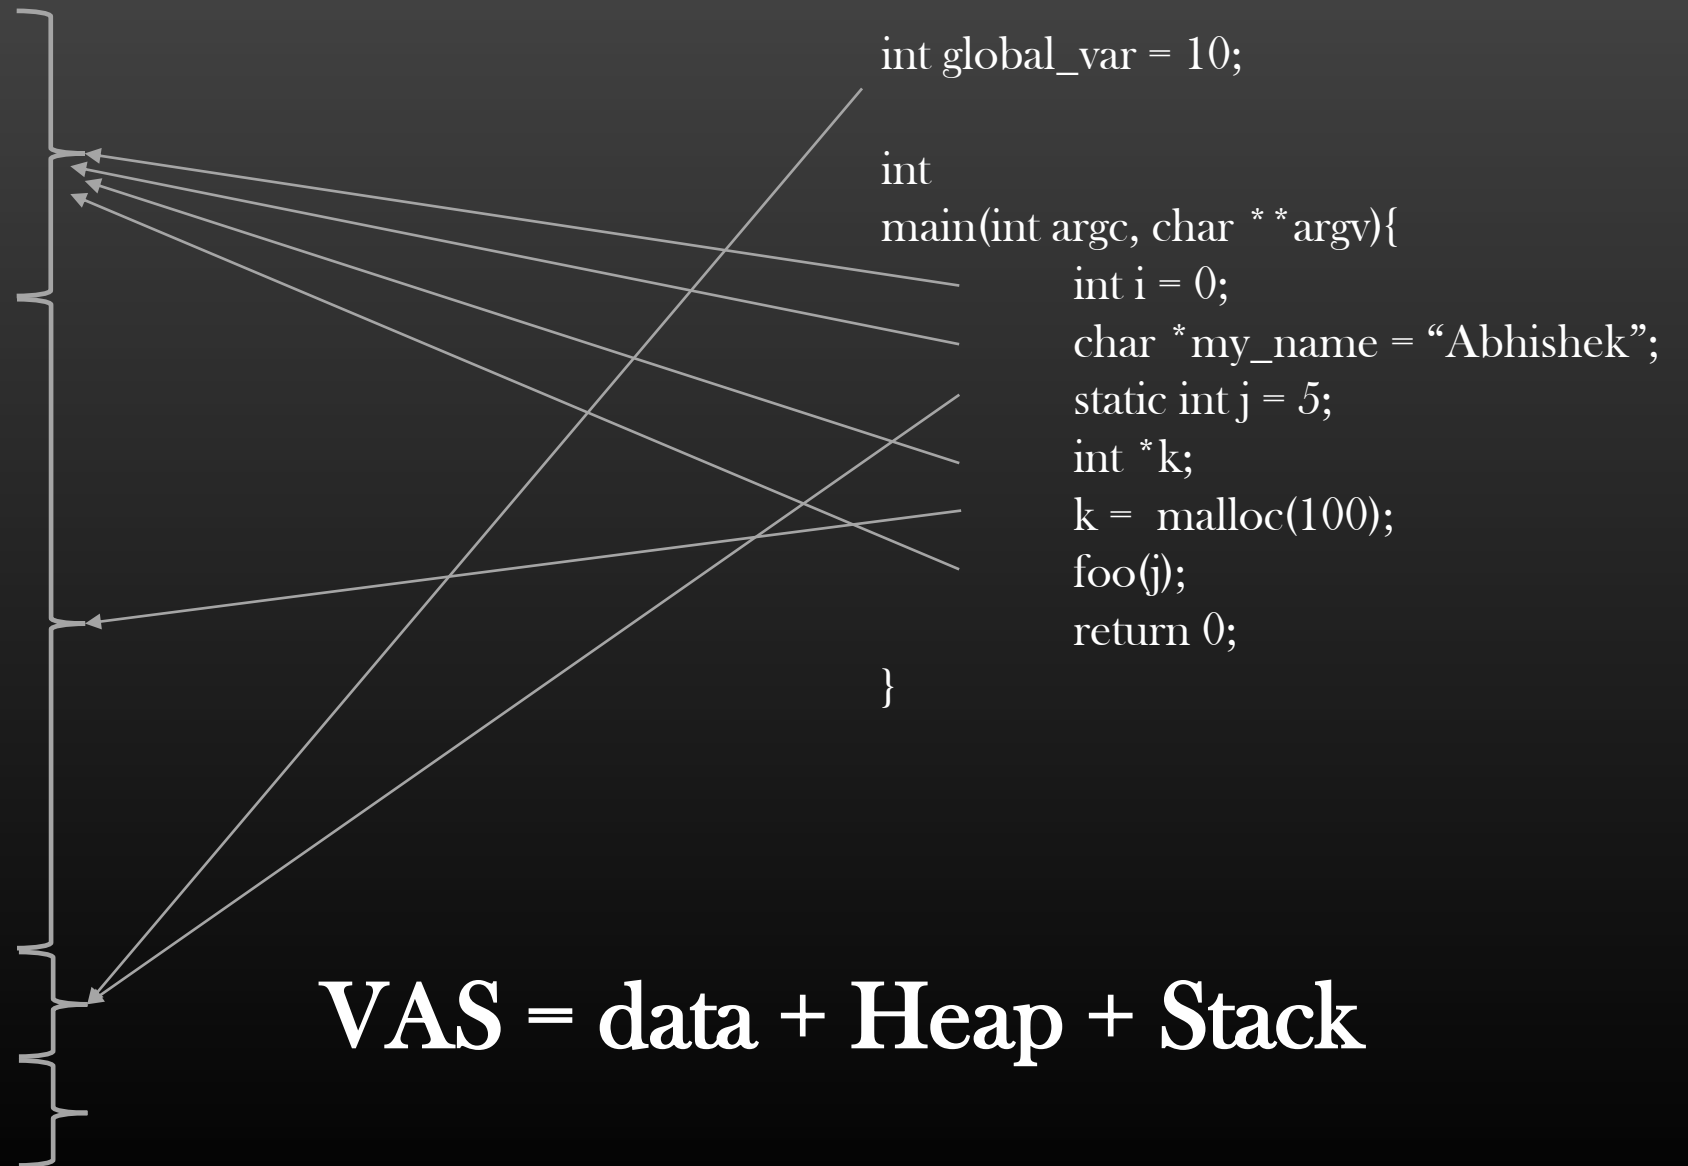 int global_var = 10;
int
main(int argc, char **argv){
int i = 0;
char *my_name = “Abhishek”;
static int j = 5;
int *k;
k =  malloc(100);
foo(j);
return 0;
}
VAS = data + Heap + Stack